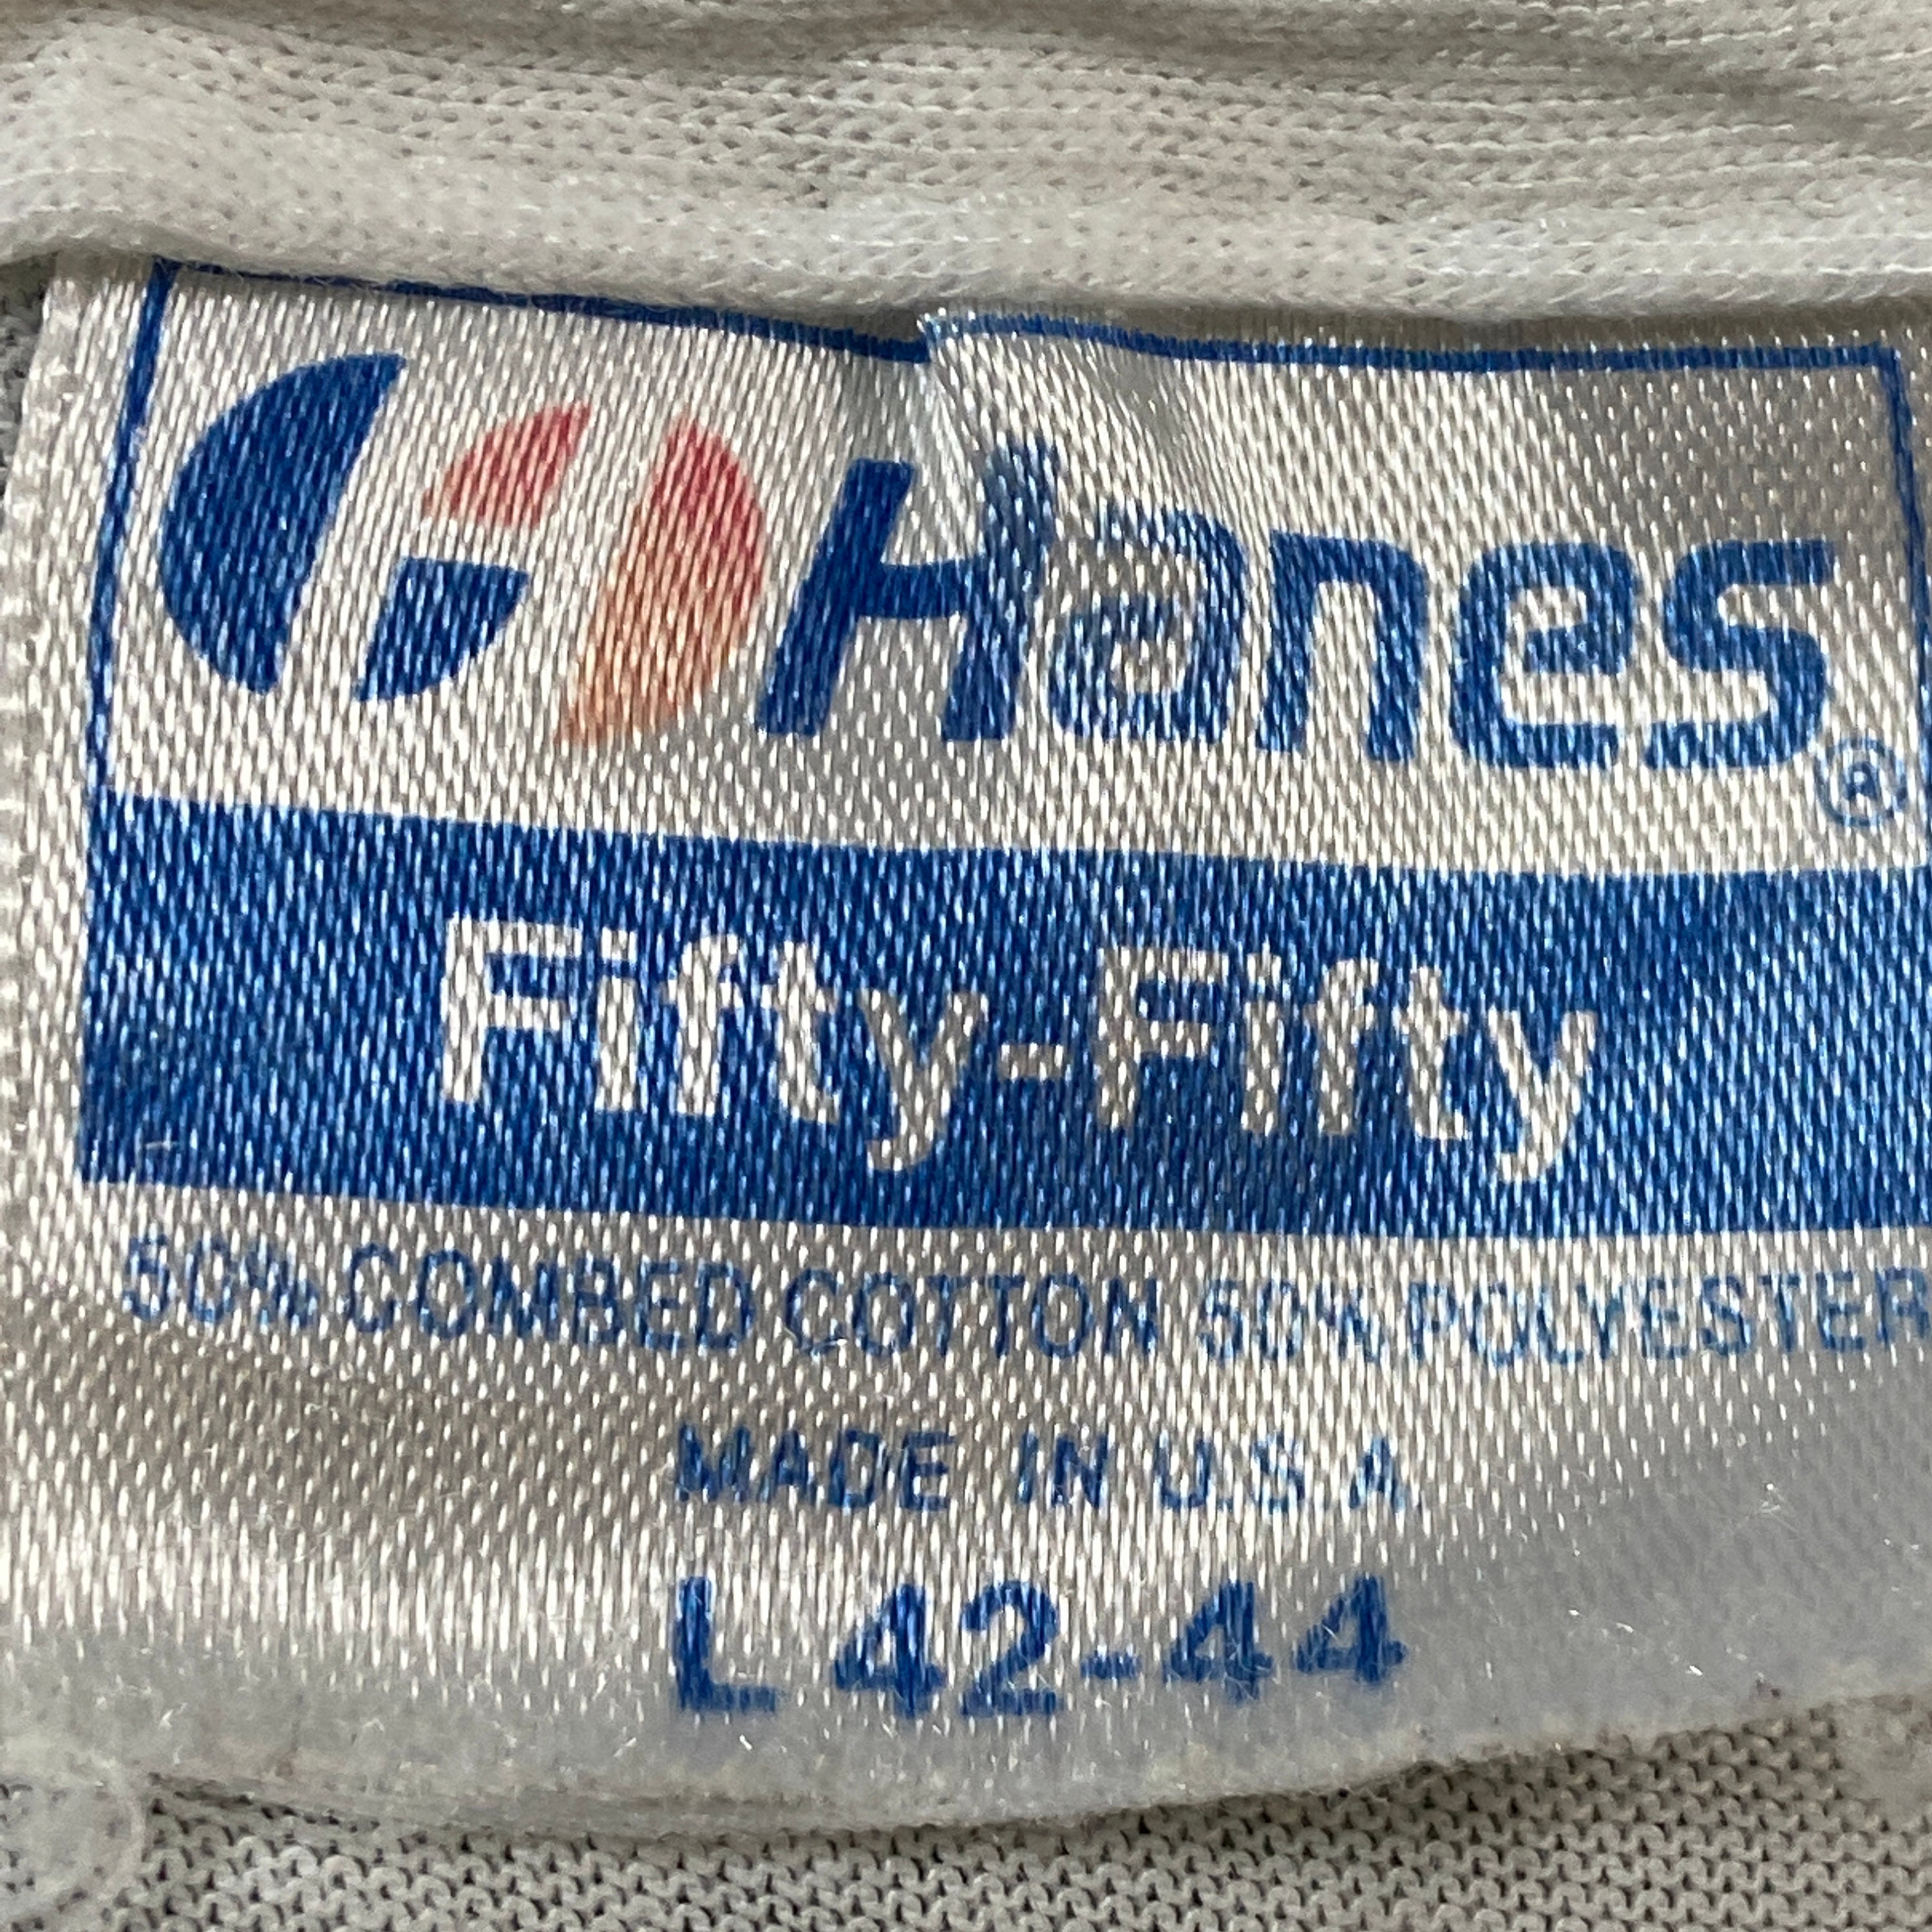 Hanes®
Fifty-Fifty
50% COMBED COTTON 50% POLYESTER
MADE IN U.S.A.
L 42-44